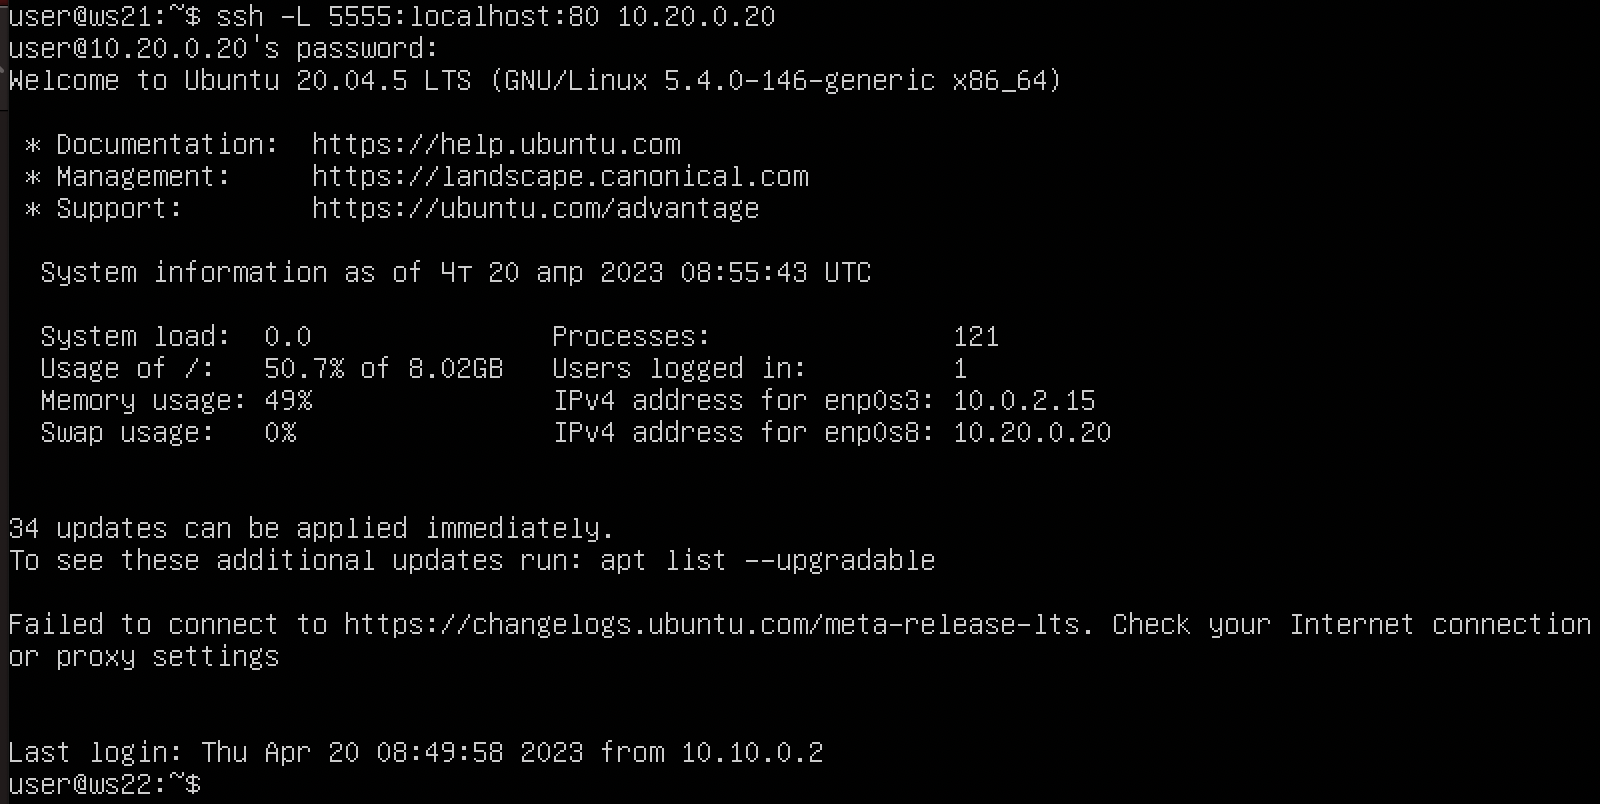 user@ws21:~$ ssh -L 5555:localhost:80 10.20.0.20
user@10.20.0.20's password:
Welcome to Ubuntu 20.04.5 LTS (GNU/Linux 5.4.0-146-generic x86_64)
* Documentation:  https://help.ubuntu.com
* Management:     https://landscape.canonical.com
* Support:        https://ubuntu.com/advantage
System information as of Чт 20 апр 2023 08:55:43 UTC
System load:  0.0               Processes:               121
Usage of /:   50.7% of 8.02GB   Users logged in:         1
Memory usage: 49%               IPv4 address for enp0s3: 10.0.2.15
Swap usage:   0%                IPv4 address for enp0s8: 10.20.0.20
34 updates can be applied immediately.
To see these additional updates run: apt list --upgradable
Failed to connect to https://changelogs.ubuntu.com/meta-release-lts. Check your Internet connection
or proxy settings
Last login: Thu Apr 20 08:49:58 2023 from 10.10.0.2
user@ws22:~$